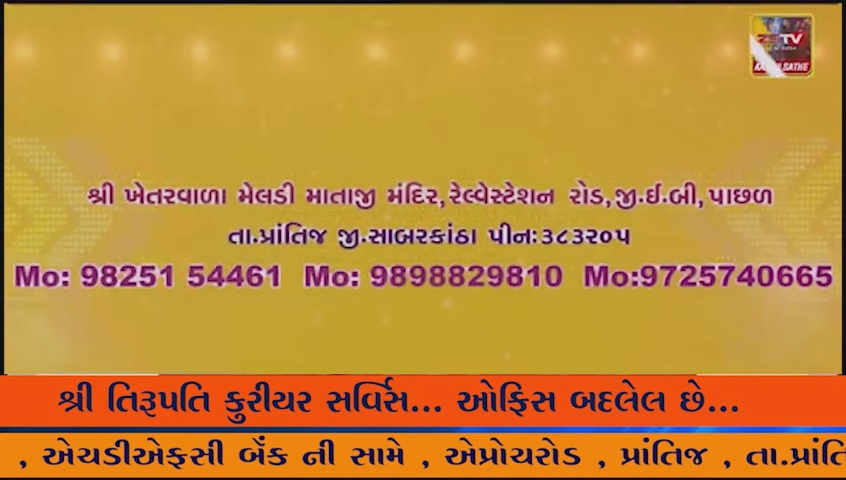 TV
શ્રી ખેતરવાળા મેલડી માતાજી મંદિર,રેલ્વેસ્ટેશન રોડ,જી.ઈ.બી,પાછળ
તા.પ્રાંતિજ જી.સાબરકાંઠા પીનઃ૩૮૩૨૦૫
Mo: 98251 54461 Mo: 9898829810 Mo:9725740665
શ્રી તિરૂપતિ કુરીયર સર્વિસ... ઓફિસ બદલેલ છે...
, એચડીએફસી બેંક ની સામે , એપ્રોચરોડ , પ્રાંતિજ , તા.પ્રાંતિ